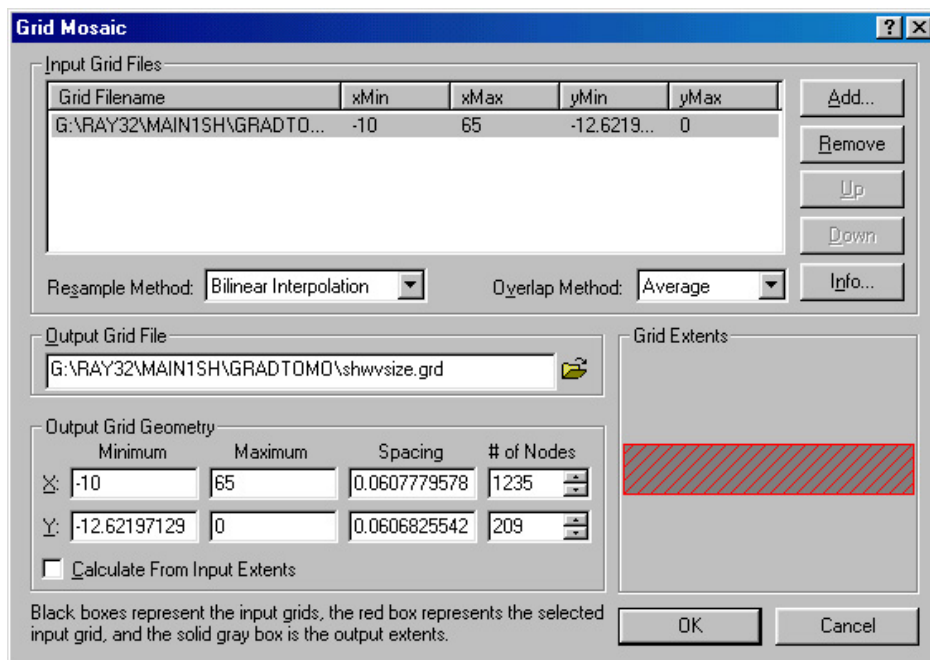 Grid Mosaic
Input Grid Files
Grid Filename xMin xMax yMin yMax
G:\RAY32\MAIN1SH\GRADTO... -10 65 -12.6219... 0
Add...
Remove
Up
Down
Info...
Resample Method: Bilinear Interpolation Overlap Method: Average
Output Grid File
G:\RAY32\MAIN1SH\GRADTOMO\shwvsize.grd
Grid Extents
Output Grid Geometry
Minimum Maximum Spacing # of Nodes
X: -10 65 0.0607779578 1235
Y: -12.62197129 0 0.0606825542 209
Calculate From Input Extents
Black boxes represent the input grids, the red box represents the selected
input grid, and the solid gray box is the output extents.
OK Cancel